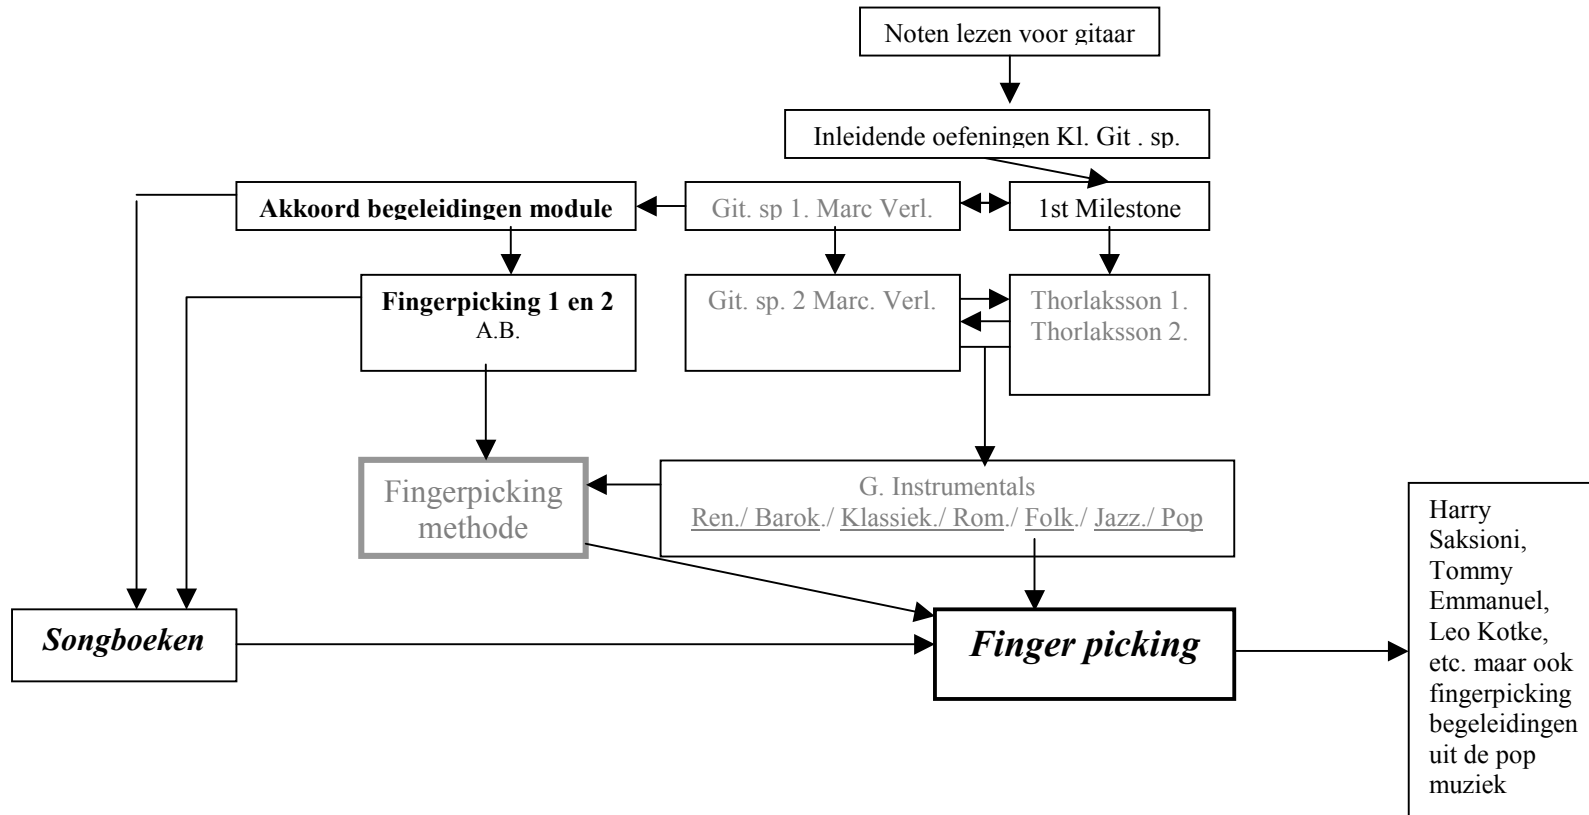 Noten lezen voor gitaar
Inleidende oefeningen Kl. Git . sp.
Akkoord begeleidingen module
Git. sp 1. Marc Verl.
1st Milestone
Fingerpicking 1 en 2
A.B.
Git. sp. 2 Marc. Verl.
Thorlaksson 1.
Thorlaksson 2.
Fingerpicking
methode
G. Instrumentals
Ren./ Barok./ Klassiek./ Rom./ Folk./ Jazz./ Pop
Songboeken
Finger picking
Harry
Saksioni,
Tommy
Emmanuel,
Leo Kotke,
etc. maar ook
fingerpicking
begeleidingen
uit de pop
muziek